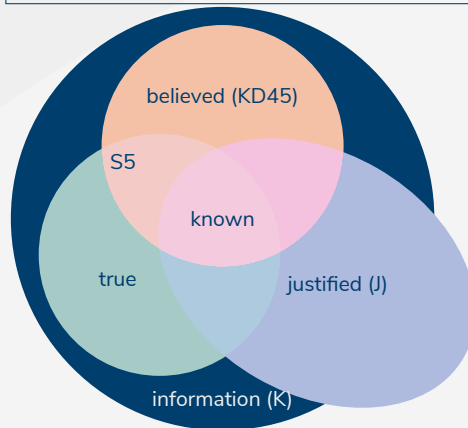 believed (KD45)
S5
known
true
justified (J)
information (K)